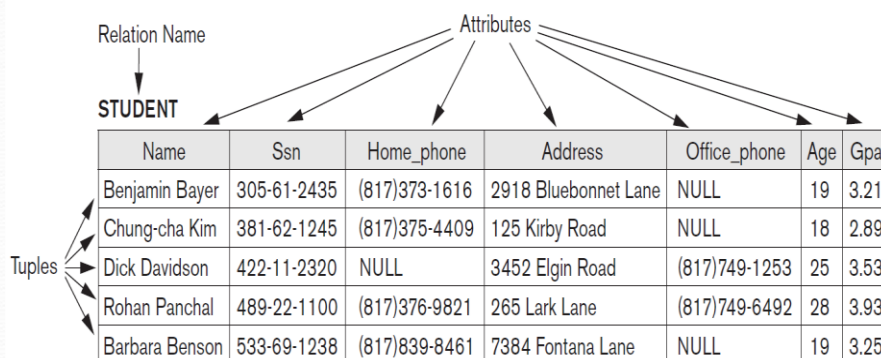 Attributes
Relation Name
STUDENT
Name Ssn Home_phone Address Office_phone Age Gpa
Benjamin Bayer 305-61-2435 (817)373-1616 2918 Bluebonnet Lane NULL 19 3.21
Chung-cha Kim 381-62-1245 (817)375-4409 125 Kirby Road NULL 18 2.89
Tuples Dick Davidson 422-11-2320 NULL 3452 Elgin Road (817)749-1253 25 3.53
Rohan Panchal 489-22-1100 (817)376-9821 265 Lark Lane (817)749-6492 28 3.93
Barbara Benson 533-69-1238 (817)839-8461 7384 Fontana Lane NULL 19 3.25